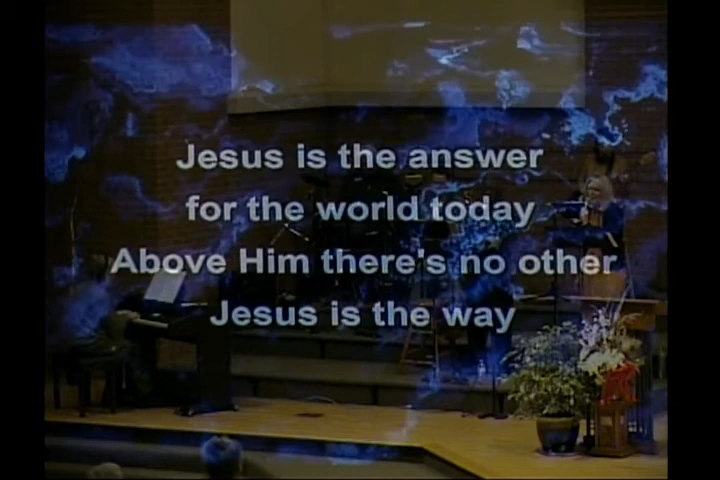 Jesus is the answer
for the world today
Above Him there's no other
Jesus is the way